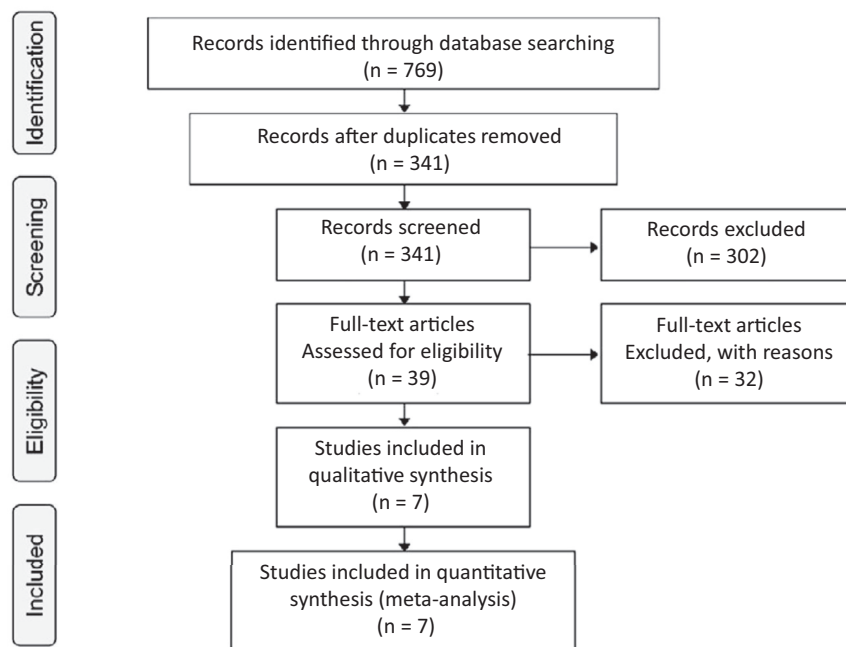 Identification
Records identified through database searching
(n = 769)
Records after duplicates removed
(n = 341)
Screening
Records screened
(n = 341)
Records excluded
(n = 302)
Eligibility
Full-text articles
Assessed for eligibility
(n = 39)
Full-text articles
Excluded, with reasons
(n = 32)
Studies included in
qualitative synthesis
(n = 7)
Included
Studies included in quantitative
synthesis (meta-analysis)
(n = 7)